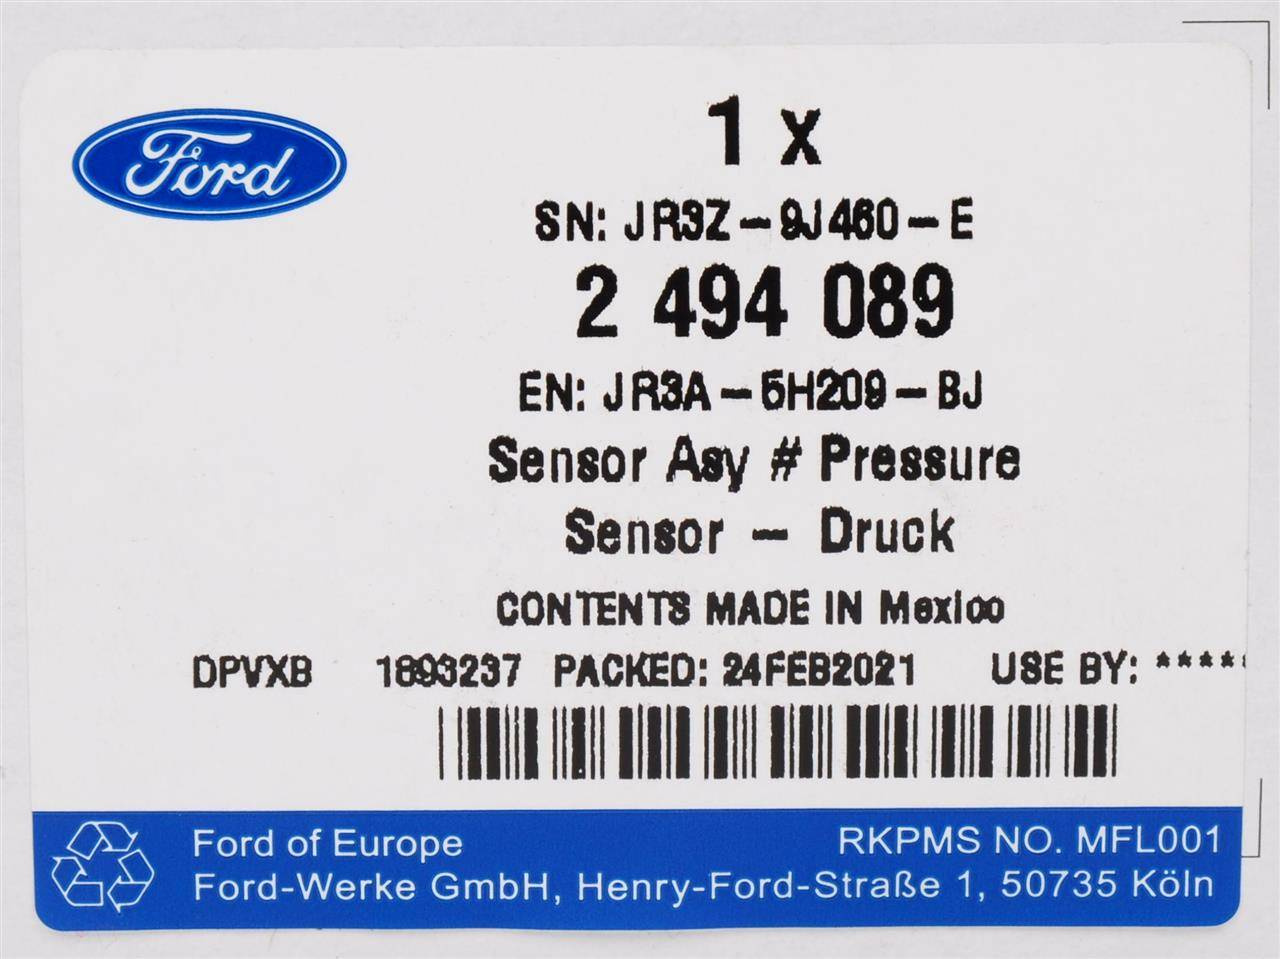 Ford
1 x
SN: JR3Z-9J460-E
2 494 089
EN: JR3A-5H209-BJ
Sensor Asy # Pressure
Sensor - Druck
CONTENTS MADE IN Mexico
DPVXB 1893237 PACKED: 24FEB2021 USE BY: *****
Ford of Europe RKPMS NO. MFL001
Ford-Werke GmbH, Henry-Ford-Straße 1, 50735 Köln